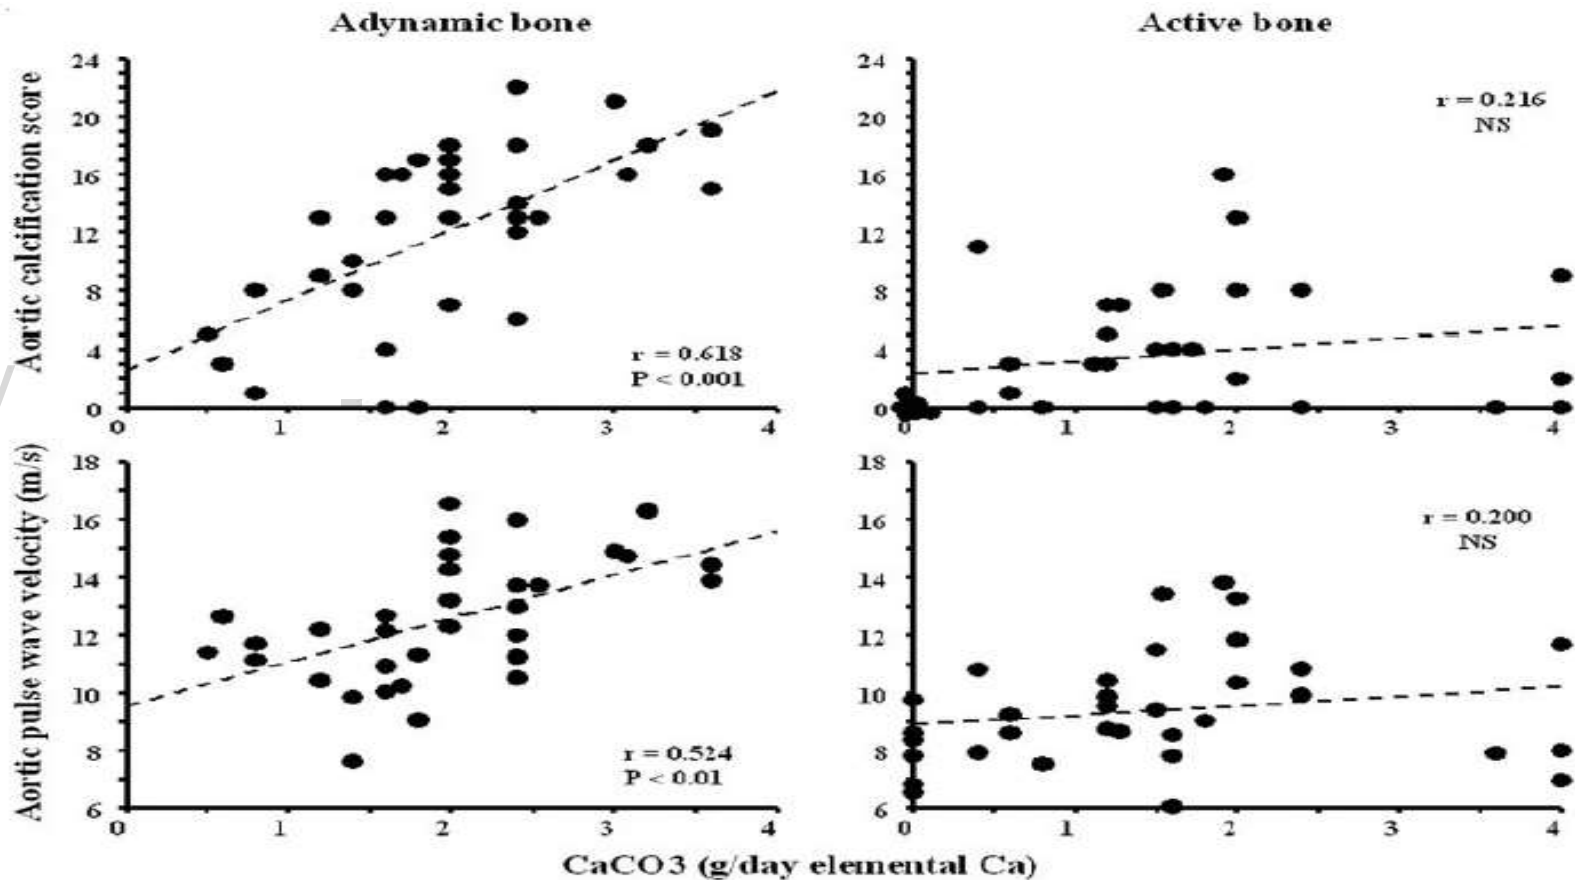 Adynamic bone
Active bone
Aortic calcification score
24
20
16
12
8
4
0
0 1 2 3 4
r = 0.618
P < 0.001
24
20
16
12
8
4
0
0 1 2 3 4
r = 0.216
NS
Aortic pulse wave velocity (m/s)
18
16
14
12
10
8
6
0 1 2 3 4
r = 0.524
P < 0.01
18
16
14
12
10
8
6
0 1 2 3 4
r = 0.200
NS
CaCO3 (g/day elemental Ca)